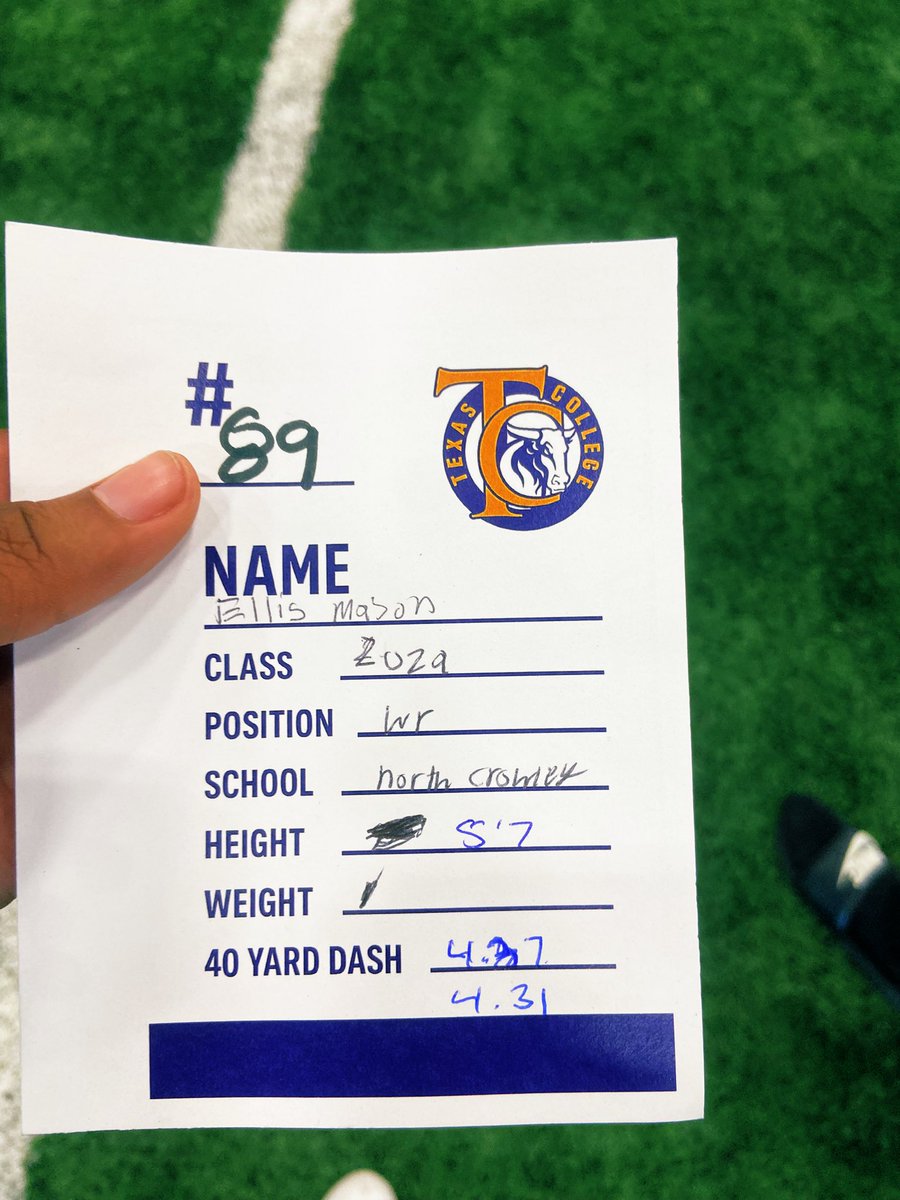 # 89
TEXAS COLLEGE
TC
NAME
Ellis Mason
CLASS 2029
POSITION Wr
SCHOOL north Crowley
HEIGHT 5'7
WEIGHT
40 YARD DASH
4.31